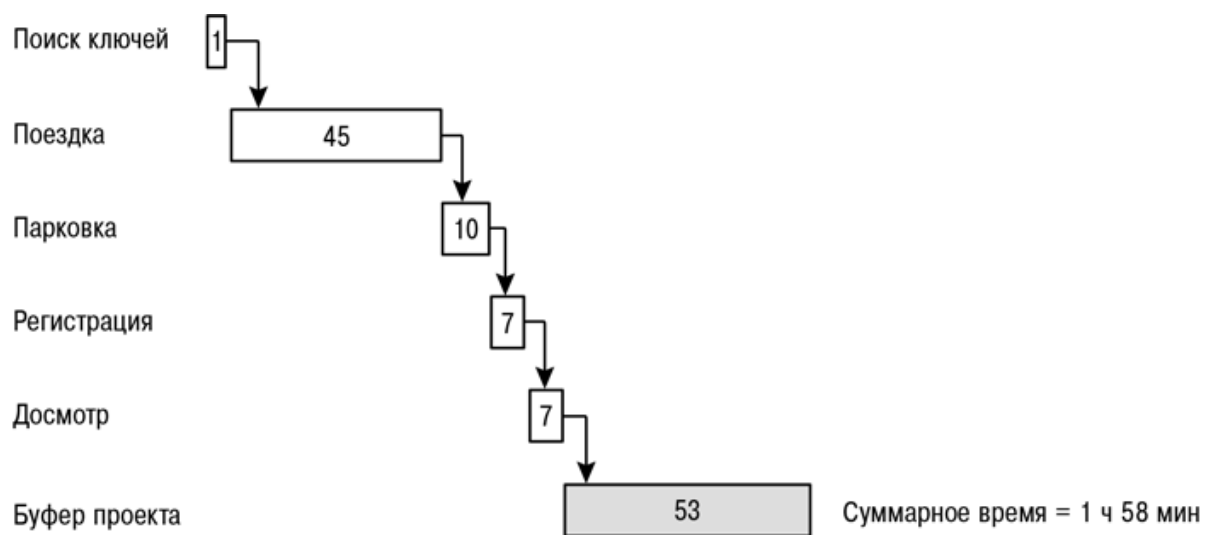 Поиск ключей 1
Поездка 45
Парковка 10
Регистрация 7
Досмотр 7
Буфер проекта 53 Суммарное время = 1 ч 58 мин